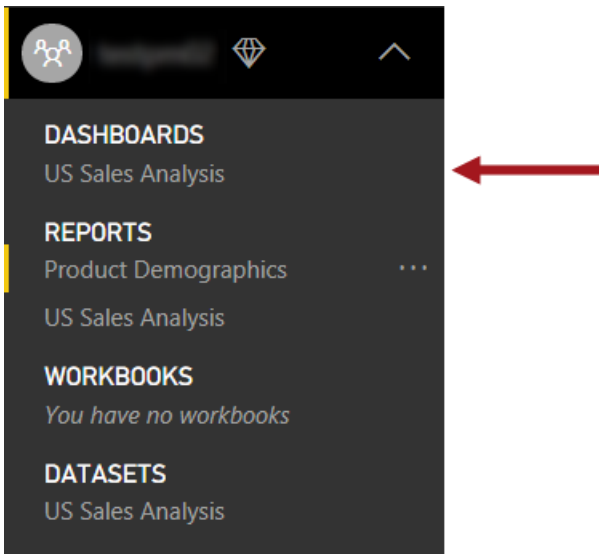 DASHBOARDS
US Sales Analysis
REPORTS
Product Demographics
US Sales Analysis
WORKBOOKS
You have no workbooks
DATASETS
US Sales Analysis